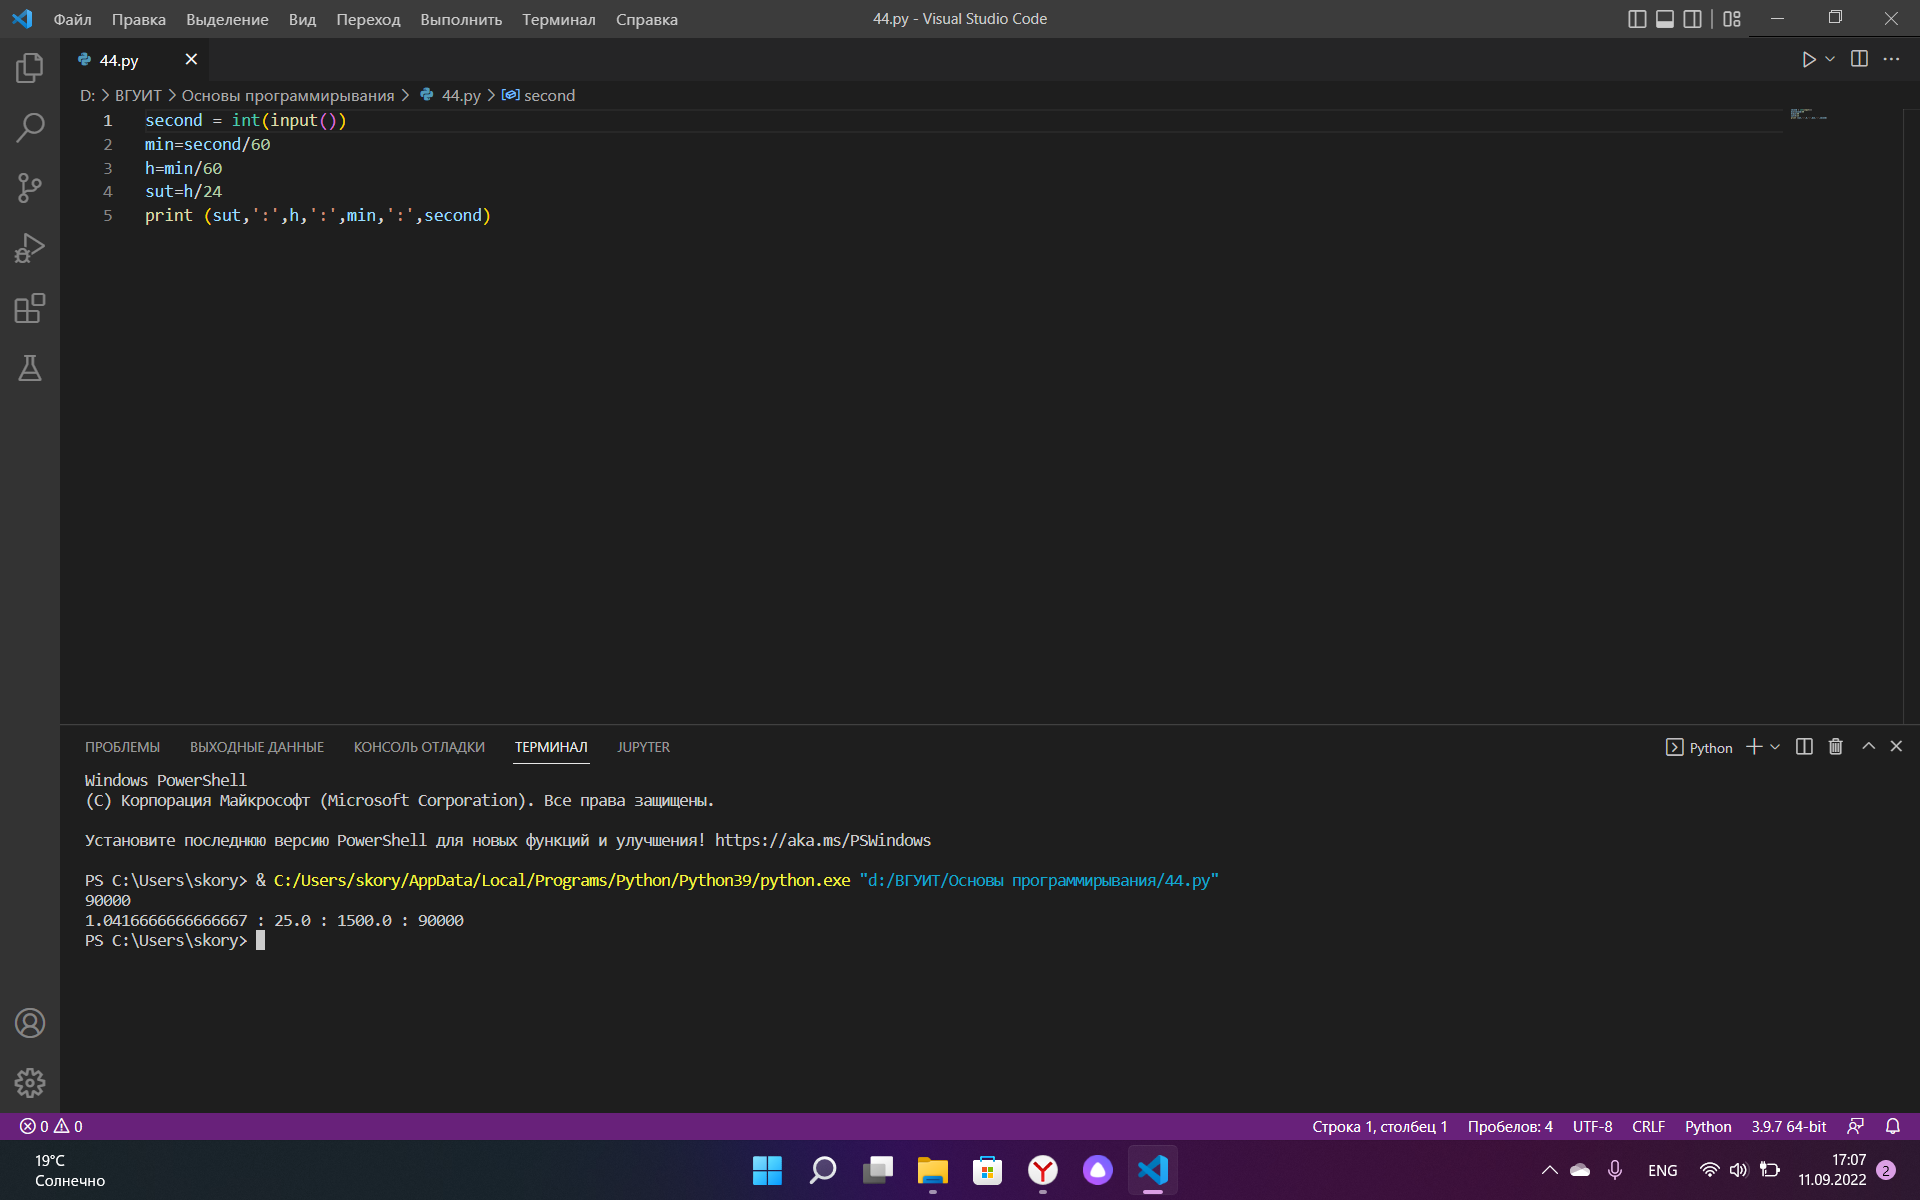 Файл Правка Выделение Вид Переход Выполнить Терминал Справка 44.py - Visual Studio Code
44.py
D: > ВГУИТ > Основы программирывания > 44.py > second
1 second = int(input())
2 min=second/60
3 h=min/60
4 sut=h/24
5 print (sut,':',h,':',min,':',second)
ПРОБЛЕМЫ ВЫХОДНЫЕ ДАННЫЕ КОНСОЛЬ ОТЛАДКИ ТЕРМИНАЛ JUPYTER Python
Windows PowerShell
(C) Корпорация Майкрософт (Microsoft Corporation). Все права защищены.
Установите последнюю версию PowerShell для новых функций и улучшения! https://aka.ms/PSWindows
PS C:\Users\skory> & C:/Users/skory/AppData/Local/Programs/Python/Python39/python.exe "d:/ВГУИТ/Основы программирывания/44.py"
90000
1.0416666666666667 : 25.0 : 1500.0 : 90000
PS C:\Users\skory>
0 0 Строка 1, столбец 1 Пробелов: 4 UTF-8 CRLF Python 3.9.7 64-bit
19°C
Солнечно
ENG
17:07
11.09.2022
2